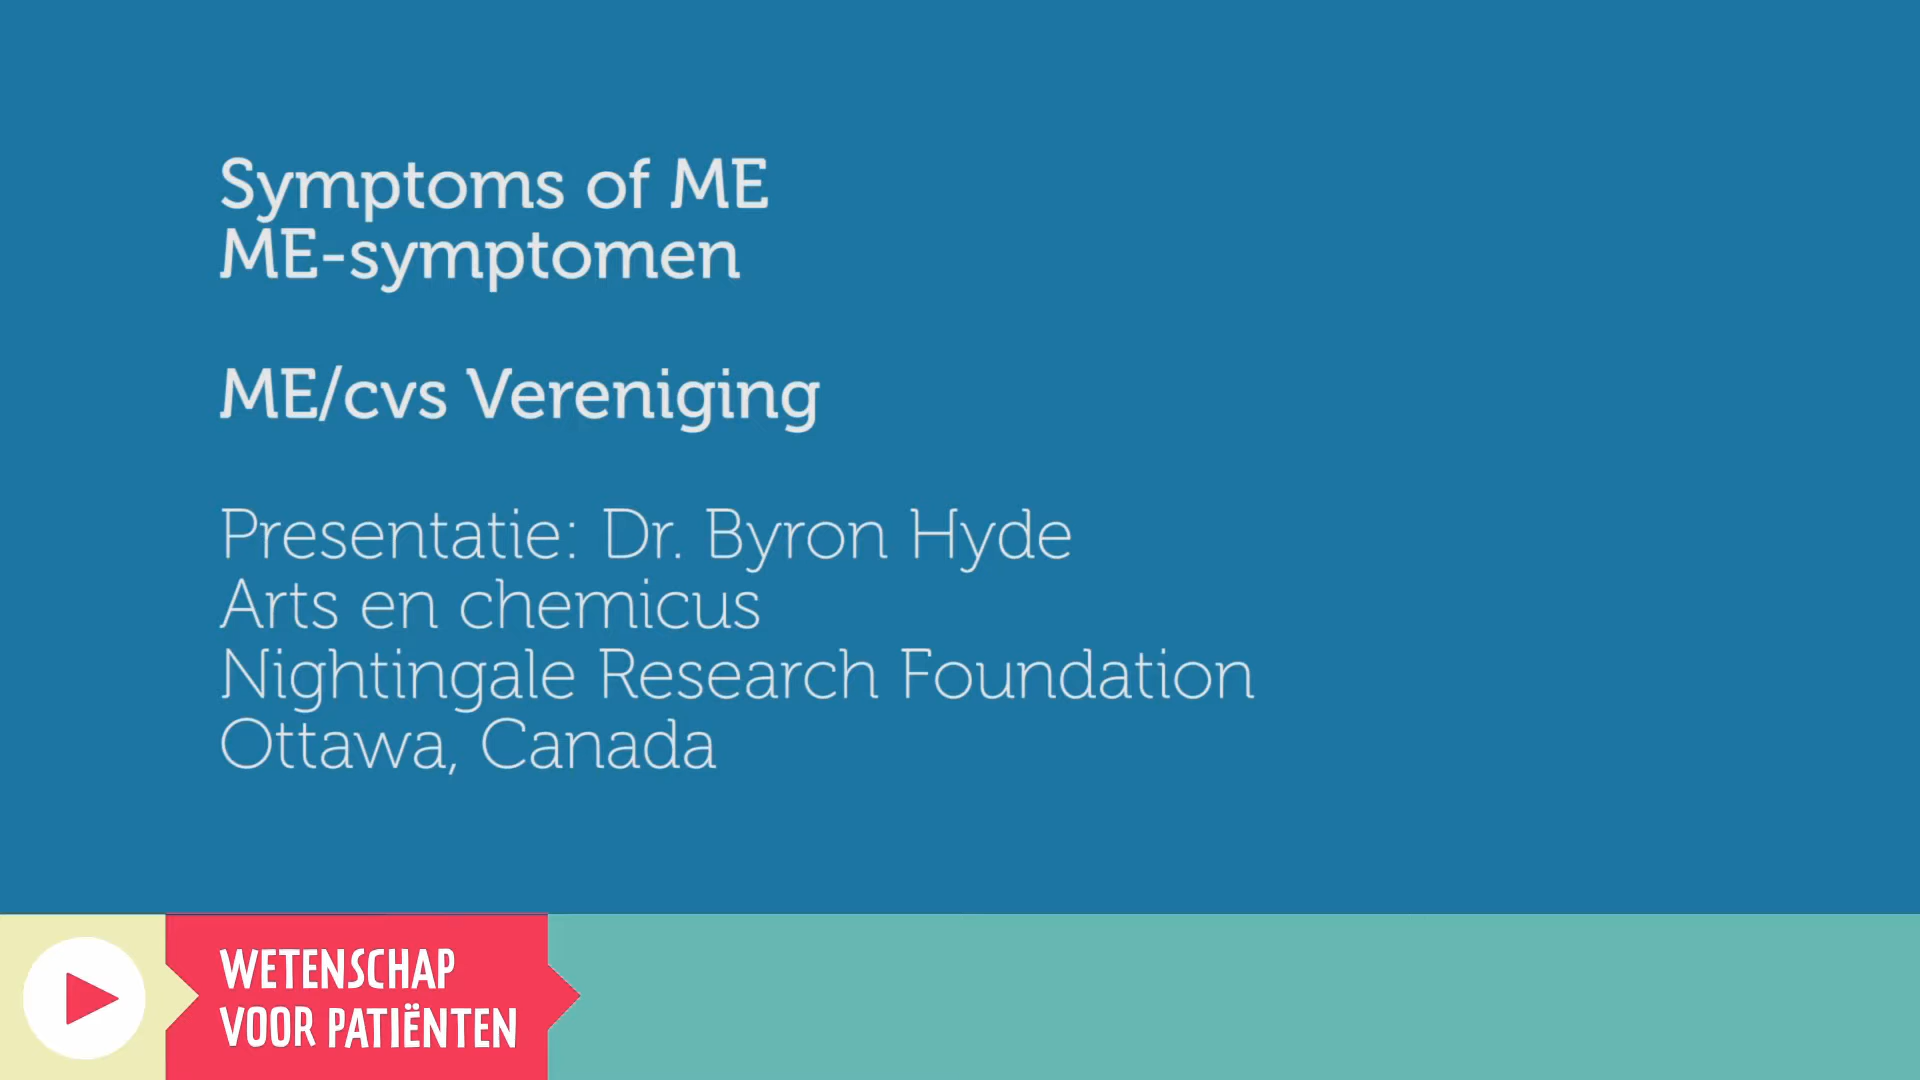 Symptoms of ME
ME-symptomen
ME/cvs Vereniging
Presentatie: Dr. Byron Hyde
Arts en chemicus
Nightingale Research Foundation
Ottawa, Canada
WETENSCHAP
VOOR PATIËNTEN